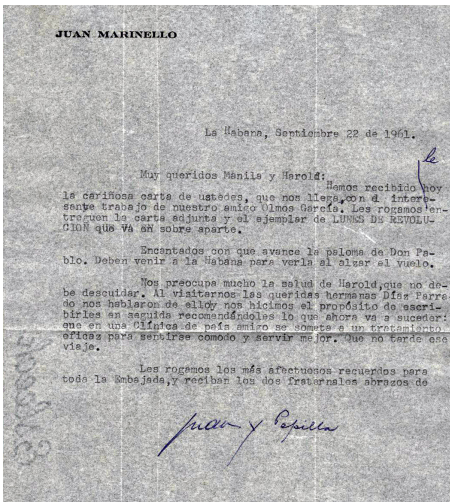 JUAN MARINELLO
La Habana, Septiembre 22 de 1961.
Muy queridos Manila y Harold:
le
Hemos recibido hoy
la cariñosa carta de ustedes, que nos llega con el intere-
sante trabajo de nuestro amigo Olmos García. Les rogamos en-
treguen la carta adjunta y el ejemplar de LUNES DE REVOLU-
CION que va en sobre aparte.
Encantados con que avance la paloma de Don Pa-
blo. Deben venir a la Habana para verla al alzar el vuelo.
Nos preocupa mucho la salud de Harold, que no de-
be descuidar. Al visitarnos las queridas hermanas Díaz Parra
do nos hablaron de ello y nos hicimos el propósito de escri-
birles en seguida recomendándoles lo que ahora va a suceder:
que en una Clínica de país amigo se someta a un tratamiento
eficaz para sentirse cómodo y servir mejor. Que no tarde ese
viaje.
Les rogamos los más afectuosos recuerdos para
toda la Embajada, y reciban los dos fraternales abrazos de
Juan y Pepilla